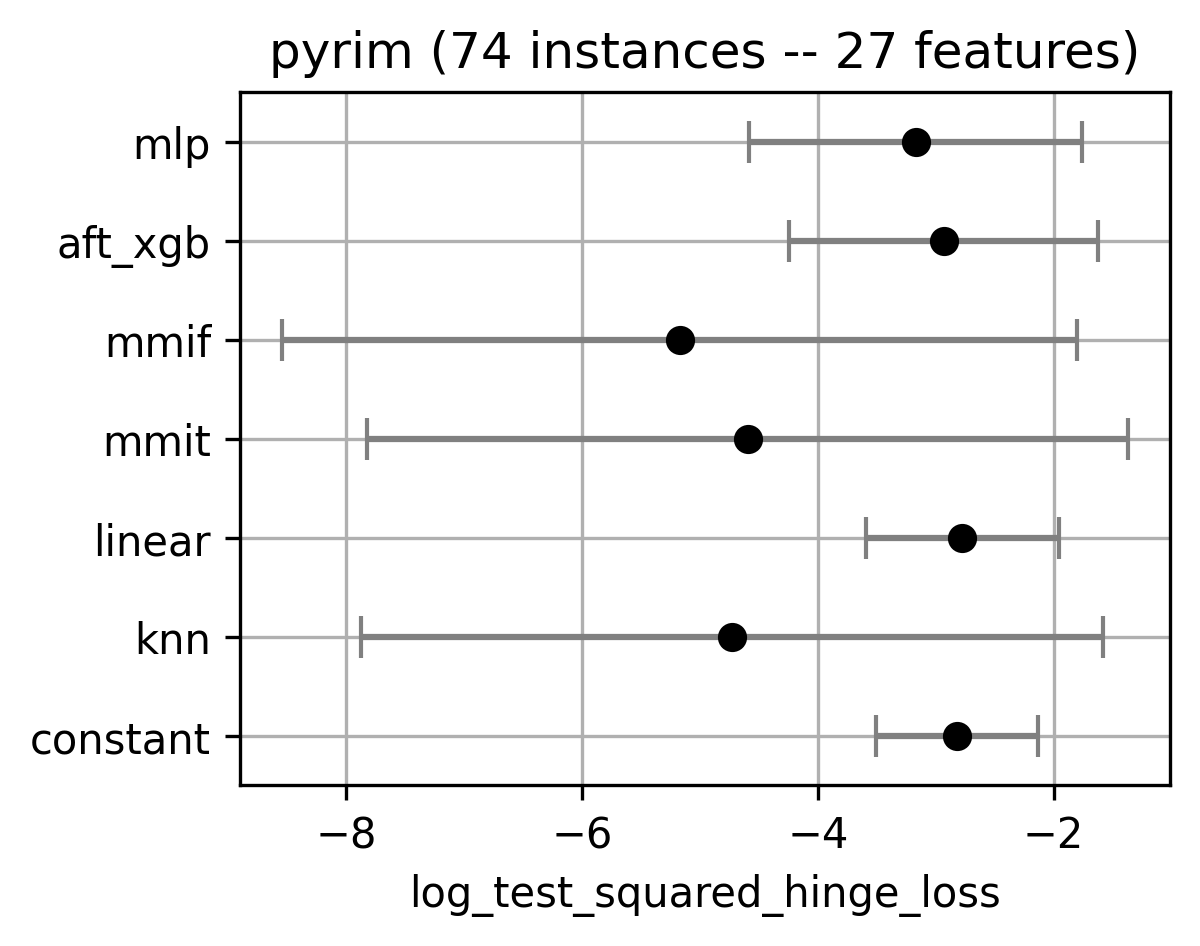 pyrim (74 instances -- 27 features)
mlp
aft_xgb
mmif
mmit
linear
knn
constant
−8 −6 −4 −2
log_test_squared_hinge_loss